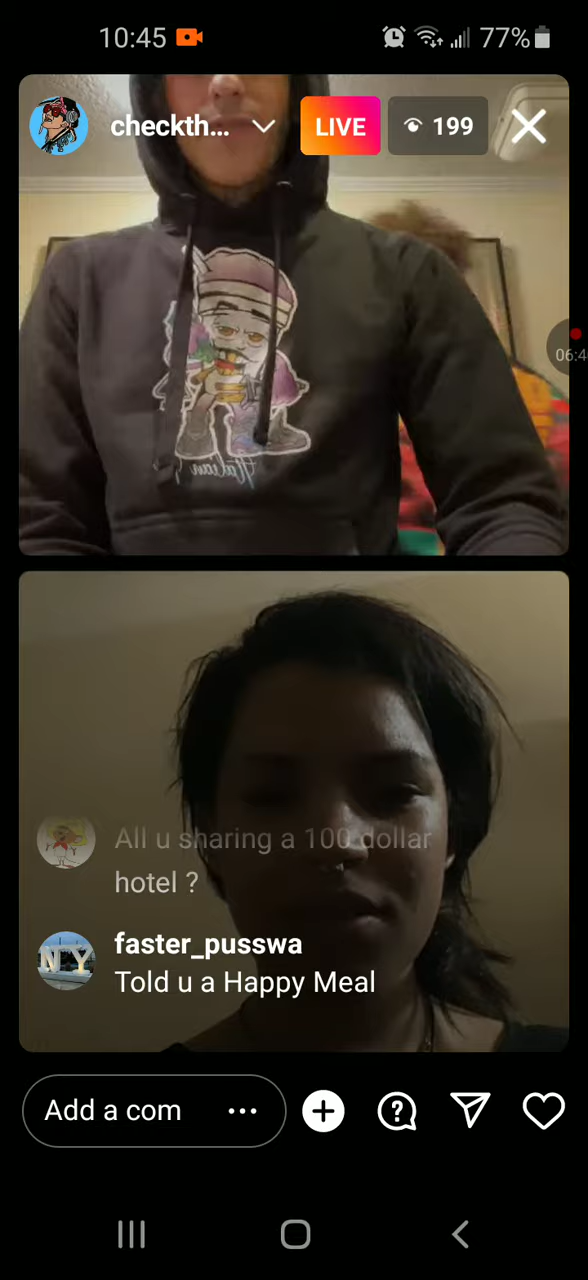 10:45
77%
checkth...
LIVE
199
06:4
All u sharing a 100 dollar
hotel ?
NY
faster_pusswa
Told u a Happy Meal
Add a com